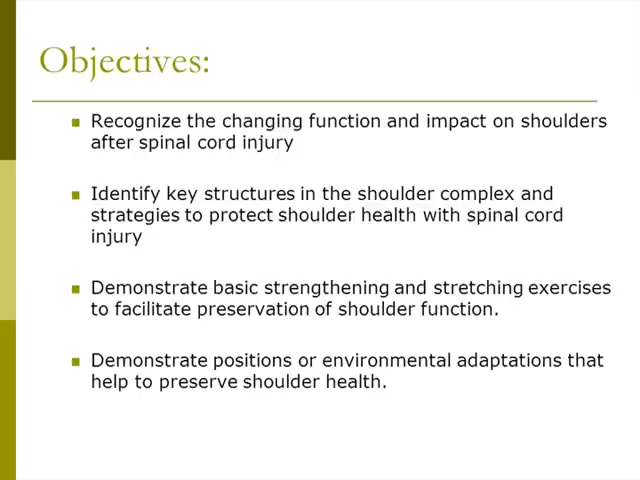 Objectives:
Recognize the changing function and impact on shoulders
after spinal cord injury
Identify key structures in the shoulder complex and
strategies to protect shoulder health with spinal cord
injury
Demonstrate basic strengthening and stretching exercises
to facilitate preservation of shoulder function.
Demonstrate positions or environmental adaptations that
help to preserve shoulder health.